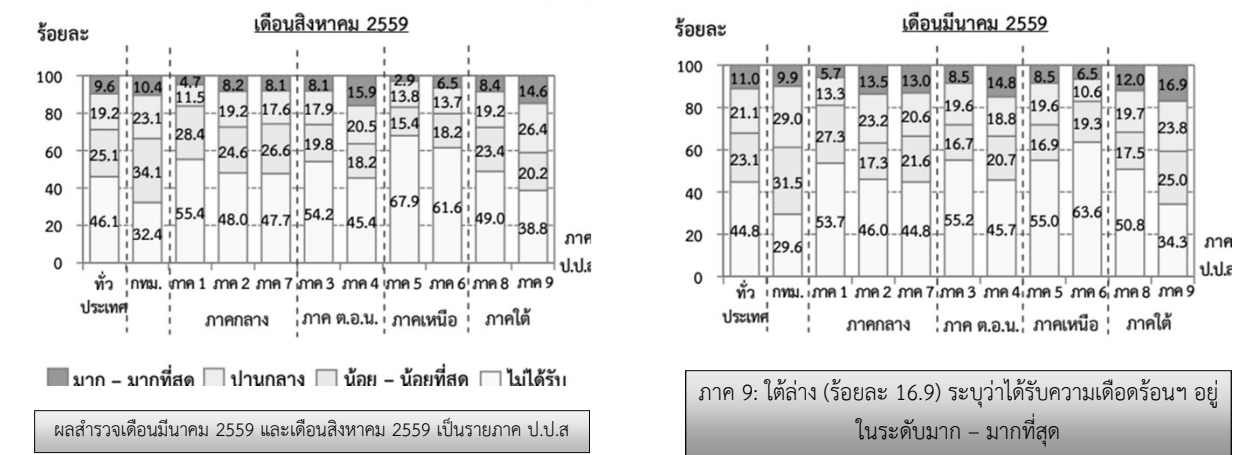 เดือนสิงหาคม 2559
ร้อยละ
100
80
60
40
20
0
9.6 10.4 4.7 8.2 8.1 8.1 15.9 2.9 6.5 8.4 14.6
19.2 23.1 11.5 19.2 17.6 17.9 20.5 13.8 13.7 19.2 26.4
25.1 34.1 28.4 24.6 26.6 19.8 18.2 15.4 18.2 23.4 20.2
46.1 32.4 55.4 48.0 47.7 54.2 45.4 67.9 61.6 49.0 38.8
ภาค
ป.ป.ส
ทั่วประเทศ กทม. ภาค 1 ภาค 2 ภาค 7 ภาค 3 ภาค 4 ภาค 5 ภาค 6 ภาค 8 ภาค 9
ภาคกลาง ภาค ต.อ.น. ภาคเหนือ ภาคใต้
มาก – มากที่สุด ปานกลาง น้อย – น้อยที่สุด ไม่ได้รับ
ผลสำรวจเดือนมีนาคม 2559 และเดือนสิงหาคม 2559 เป็นรายภาค ป.ป.ส
เดือนมีนาคม 2559
ร้อยละ
100
80
60
40
20
0
11.0 9.9 5.7 13.5 13.0 8.5 14.8 8.5 6.5 12.0 16.9
21.1 29.0 13.3 23.2 20.6 19.6 18.8 19.6 10.6 19.7 23.8
23.1 31.5 27.3 17.3 21.6 16.7 20.7 16.9 19.3 17.5 25.0
44.8 29.6 53.7 46.0 44.8 55.2 45.7 55.0 63.6 50.8 34.3
ภาค
ป.ป.ส
ทั่วประเทศ กทม. ภาค 1 ภาค 2 ภาค 7 ภาค 3 ภาค 4 ภาค 5 ภาค 6 ภาค 8 ภาค 9
ภาคกลาง ภาค ต.อ.น. ภาคเหนือ ภาคใต้
ภาค 9: ใต้ล่าง (ร้อยละ 16.9) ระบุว่าได้รับความเดือดร้อนฯ อยู่
ในระดับมาก – มากที่สุด